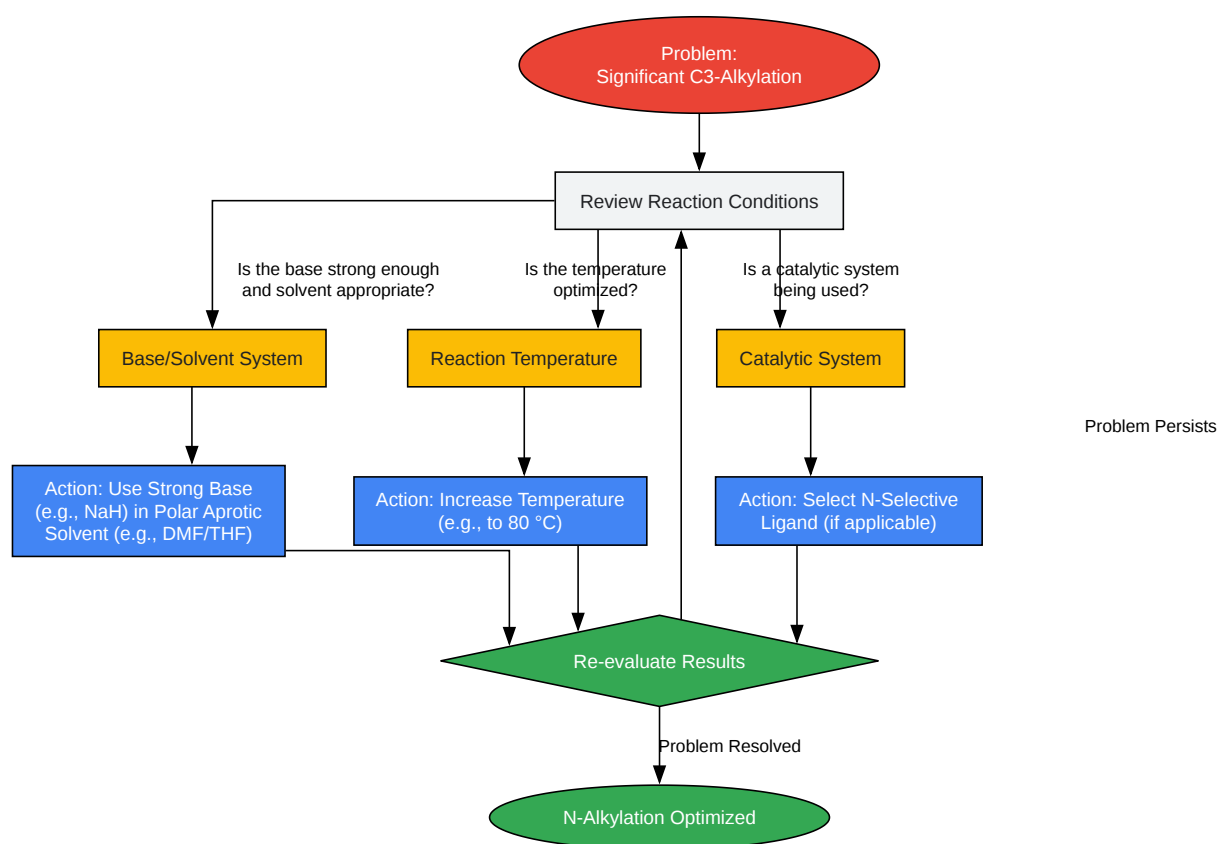 Problem:
Significant C3-Alkylation
Review Reaction Conditions
Is the base strong enough
and solvent appropriate?
Is the temperature
optimized?
Is a catalytic system
being used?
Base/Solvent System
Reaction Temperature
Catalytic System
Problem Persists
Action: Use Strong Base
(e.g., NaH) in Polar Aprotic
Solvent (e.g., DMF/THF)
Action: Increase Temperature
(e.g., to 80 °C)
Action: Select N-Selective
Ligand (if applicable)
Re-evaluate Results
Problem Resolved
N-Alkylation Optimized